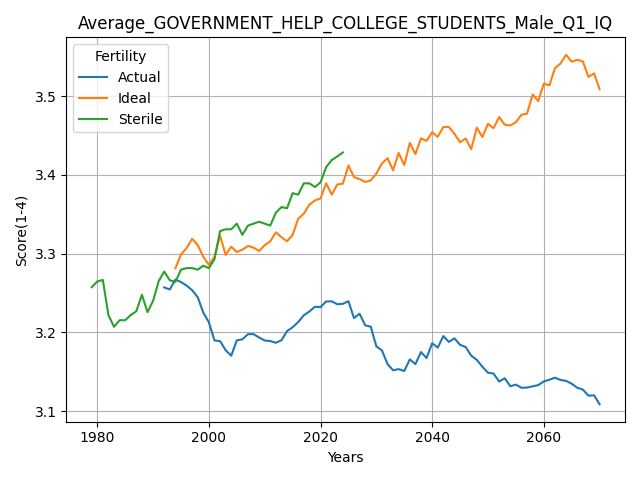 Average_GOVERNMENT_HELP_COLLEGE_STUDENTS_Male_Q1_IQ
Fertility
Actual
Ideal
Sterile
Score(1-4)
3.5
3.4
3.3
3.2
3.1
1980 2000 2020 2040 2060
Years